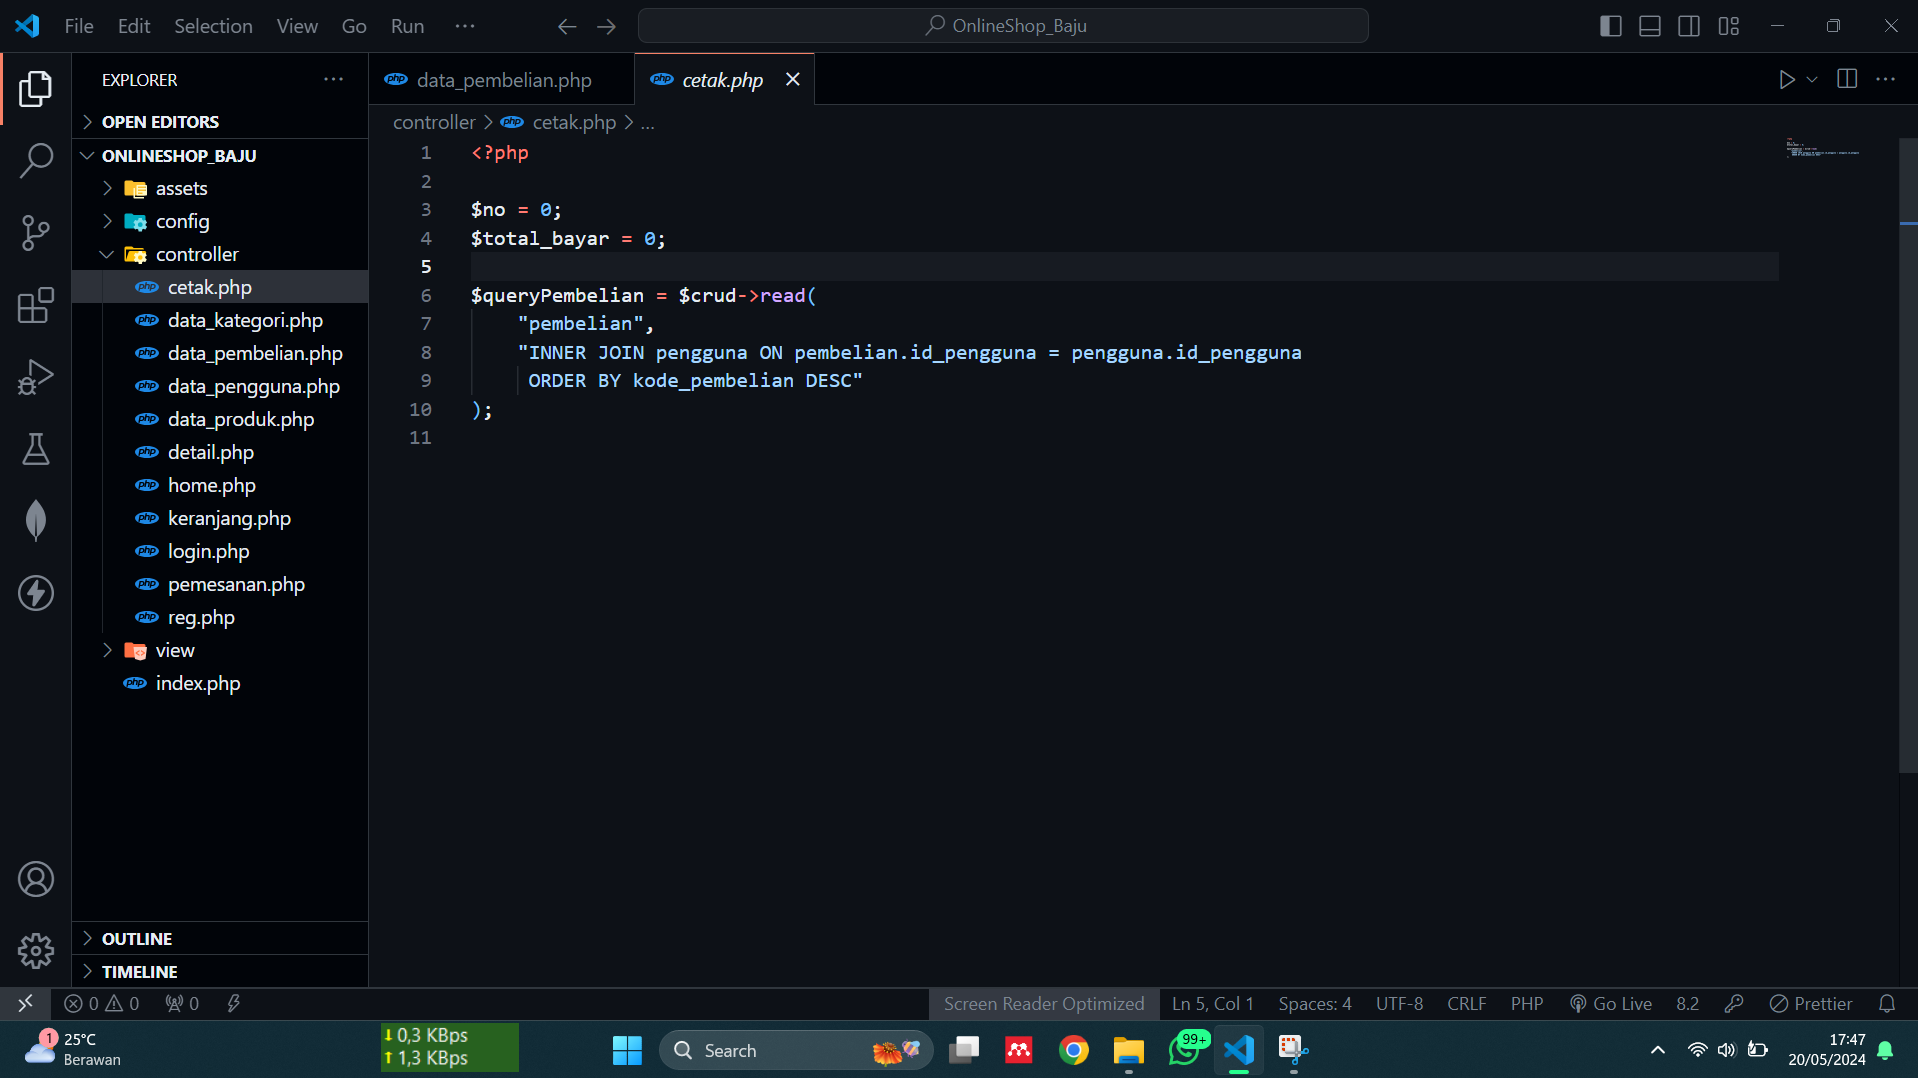 File Edit Selection View Go Run ···
OnlineShop_Baju
EXPLORER ···
OPEN EDITORS
ONLINESHOP_BAJU
assets
config
controller
cetak.php
data_kategori.php
data_pembelian.php
data_pengguna.php
data_produk.php
detail.php
home.php
keranjang.php
login.php
pemesanan.php
reg.php
view
index.php
OUTLINE
TIMELINE
php data_pembelian.php
php cetak.php
controller > php cetak.php > ...
1 <?php
2
3 $no = 0;
4 $total_bayar = 0;
5
6 $queryPembelian = $crud->read(
7 "pembelian",
8 "INNER JOIN pengguna ON pembelian.id_pengguna = pengguna.id_pengguna
9 ORDER BY kode_pembelian DESC"
10 );
11
0 0 0
Screen Reader Optimized Ln 5, Col 1 Spaces: 4 UTF-8 CRLF PHP Go Live 8.2 Prettier
1
25°C
Berawan
0,3 KBps
1,3 KBps
Search
99+
17:47
20/05/2024